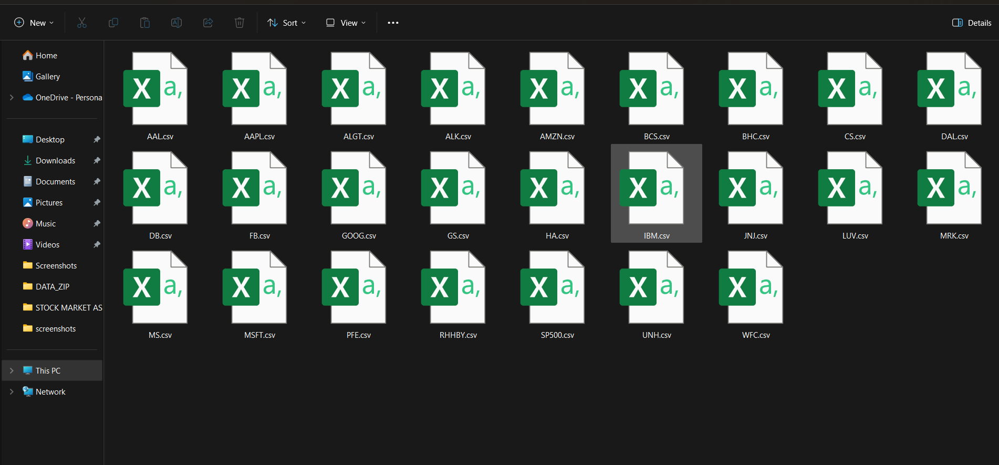 New
Sort
View
Details
Home
Gallery
OneDrive - Persona
Desktop
Downloads
Documents
Pictures
Music
Videos
Screenshots
DATA_ZIP
STOCK MARKET AS
screenshots
This PC
Network
X a, X a, X a, X a, X a, X a, X a, X a, X a,
AAL.csv AAPL.csv ALGT.csv ALK.csv AMZN.csv BCS.csv BHC.csv CS.csv DAL.csv
X a, X a, X a, X a, X a, X a, X a, X a, X a,
DB.csv FB.csv GOOG.csv GS.csv HA.csv IBM.csv JNJ.csv LUV.csv MRK.csv
X a, X a, X a, X a, X a, X a, X a,
MS.csv MSFT.csv PFE.csv RHHBY.csv SP500.csv UNH.csv WFC.csv